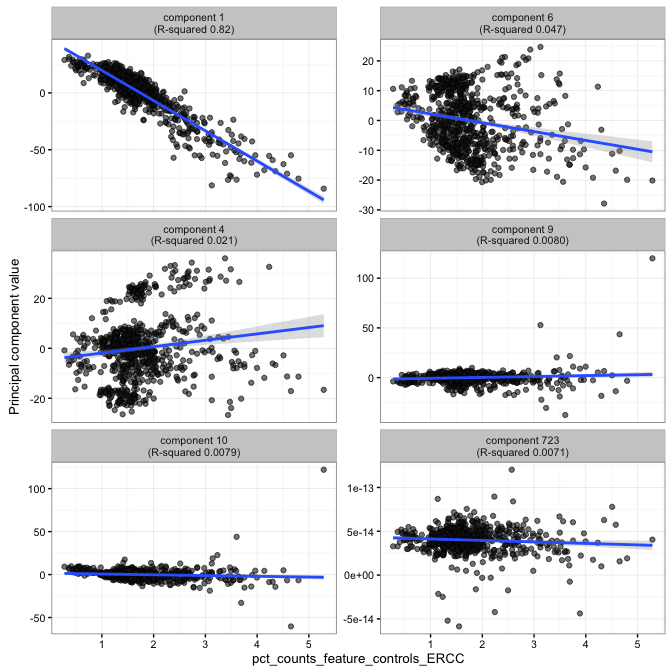 component 1
(R-squared 0.82)
component 6
(R-squared 0.047)
0
-50
-100
20
10
0
-10
-20
-30
component 4
(R-squared 0.021)
component 9
(R-squared 0.0080)
20
0
-20
100
50
0
component 10
(R-squared 0.0079)
component 723
(R-squared 0.0071)
100
50
0
-50
1e-13
5e-14
0e+00
-5e-14
1 2 3 4 5
1 2 3 4 5
Principal component value
pct_counts_feature_controls_ERCC